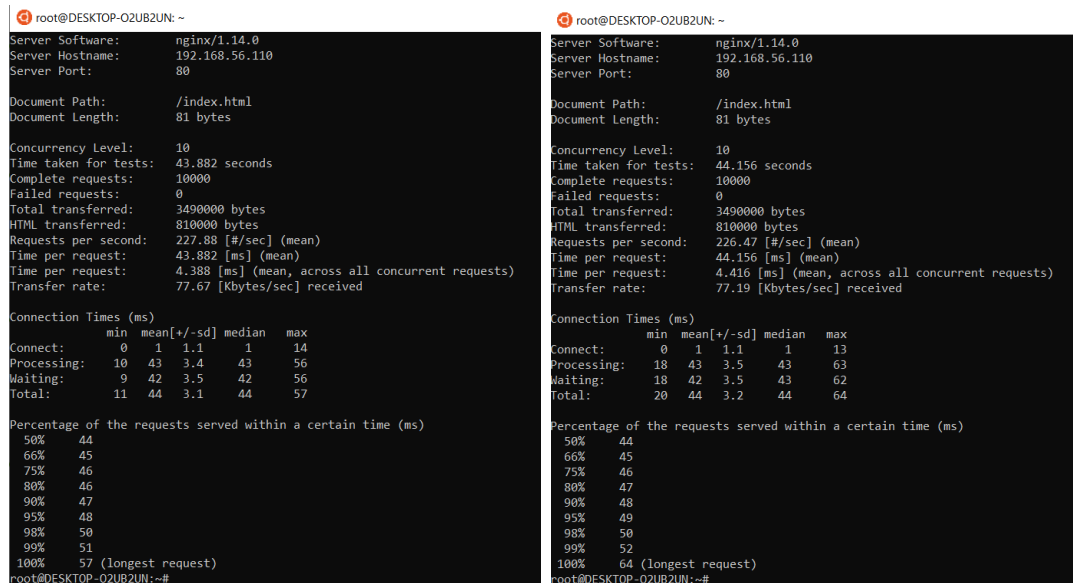 root@DESKTOP-O2UB2UN: ~
Server Software:        nginx/1.14.0
Server Hostname:        192.168.56.110
Server Port:            80

Document Path:          /index.html
Document Length:        81 bytes

Concurrency Level:      10
Time taken for tests:   43.882 seconds
Complete requests:      10000
Failed requests:        0
Total transferred:      3490000 bytes
HTML transferred:       810000 bytes
Requests per second:    227.88 [#/sec] (mean)
Time per request:       43.882 [ms] (mean)
Time per request:       4.388 [ms] (mean, across all concurrent requests)
Transfer rate:          77.67 [Kbytes/sec] received

Connection Times (ms)
              min  mean[+/-sd] median   max
Connect:        0    1   1.1      1      14
Processing:    10   43   3.4     43      56
Waiting:        9   42   3.5     42      56
Total:         11   44   3.1     44      57

Percentage of the requests served within a certain time (ms)
  50%     44
  66%     45
  75%     46
  80%     46
  90%     47
  95%     48
  98%     50
  99%     51
 100%     57 (longest request)
root@DESKTOP-O2UB2UN:~#
root@DESKTOP-O2UB2UN: ~
Server Software:        nginx/1.14.0
Server Hostname:        192.168.56.110
Server Port:            80

Document Path:          /index.html
Document Length:        81 bytes

Concurrency Level:      10
Time taken for tests:   44.156 seconds
Complete requests:      10000
Failed requests:        0
Total transferred:      3490000 bytes
HTML transferred:       810000 bytes
Requests per second:    226.47 [#/sec] (mean)
Time per request:       44.156 [ms] (mean)
Time per request:       4.416 [ms] (mean, across all concurrent requests)
Transfer rate:          77.19 [Kbytes/sec] received

Connection Times (ms)
              min  mean[+/-sd] median   max
Connect:        0    1   1.1      1      13
Processing:    18   43   3.5     43      63
Waiting:       18   42   3.5     43      62
Total:         20   44   3.2     44      64

Percentage of the requests served within a certain time (ms)
  50%     44
  66%     45
  75%     46
  80%     47
  90%     48
  95%     49
  98%     50
  99%     52
 100%     64 (longest request)
root@DESKTOP-O2UB2UN:~#